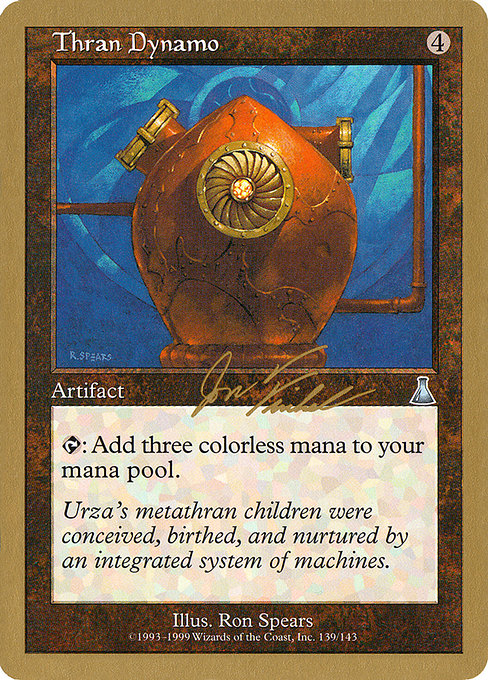 Thran Dynamo 4
R.SPEARS
Jon Finkel
Artifact
: Add three colorless mana to your
mana pool.
Urza's metathran children were
conceived, birthed, and nurtured by
an integrated system of machines.
Illus. Ron Spears
©1993–1999 Wizards of the Coast, Inc. 139/143